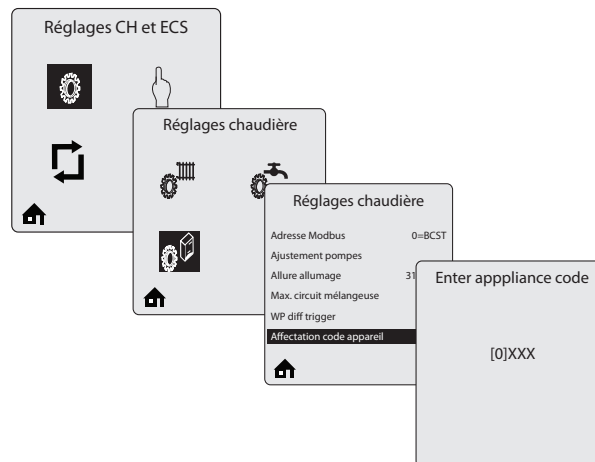 Réglages CH et ECS
Réglages chaudière
Réglages chaudière
Adresse Modbus 0=BCST
Ajustement pompes
Allure allumage 31
Max. circuit mélangeuse
WP diff trigger
Affectation code appareil
Enter apppliance code
[0]XXX